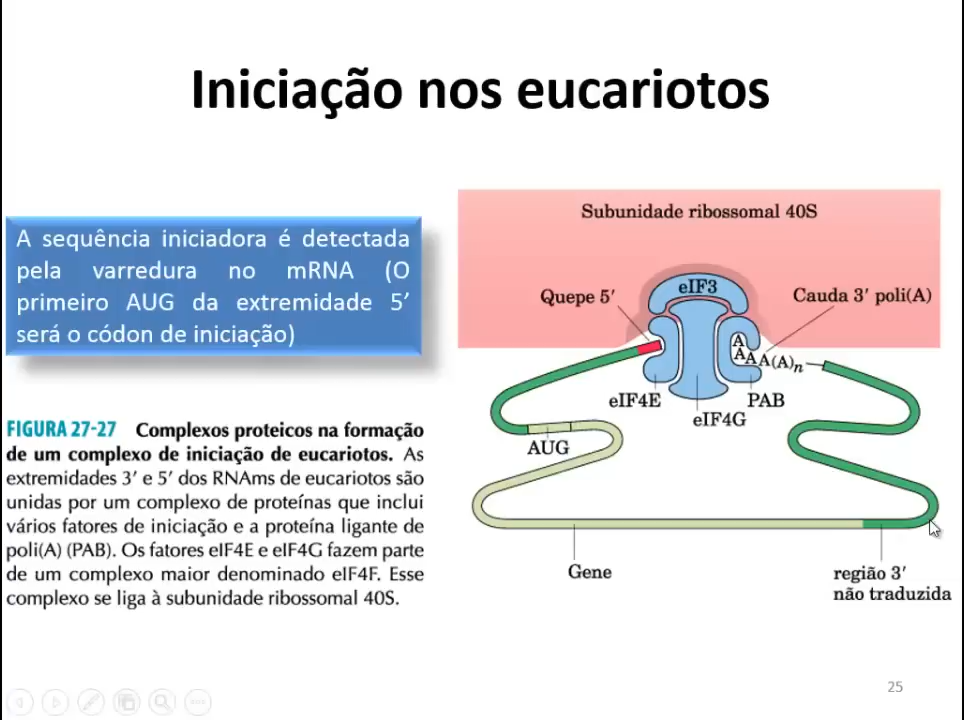 Iniciação nos eucariotos
A sequência iniciadora é detectada
pela varredura no mRNA (O
primeiro AUG da extremidade 5’
será o códon de iniciação)
FIGURA 27-27 Complexos proteicos na formação
de um complexo de iniciação de eucariotos. As
extremidades 3’ e 5’ dos RNAms de eucariotos são
unidas por um complexo de proteínas que inclui
vários fatores de iniciação e a proteína ligante de
poli(A) (PAB). Os fatores eIF4E e eIF4G fazem parte
de um complexo maior denominado eIF4F. Esse
complexo se liga à subunidade ribossomal 40S.
Subunidade ribossomal 40S
eIF3
Quepe 5′
Cauda 3′ poli(A)
A
AAA(A)n
eIF4E
PAB
eIF4G
AUG
Gene
região 3′
não traduzida
25